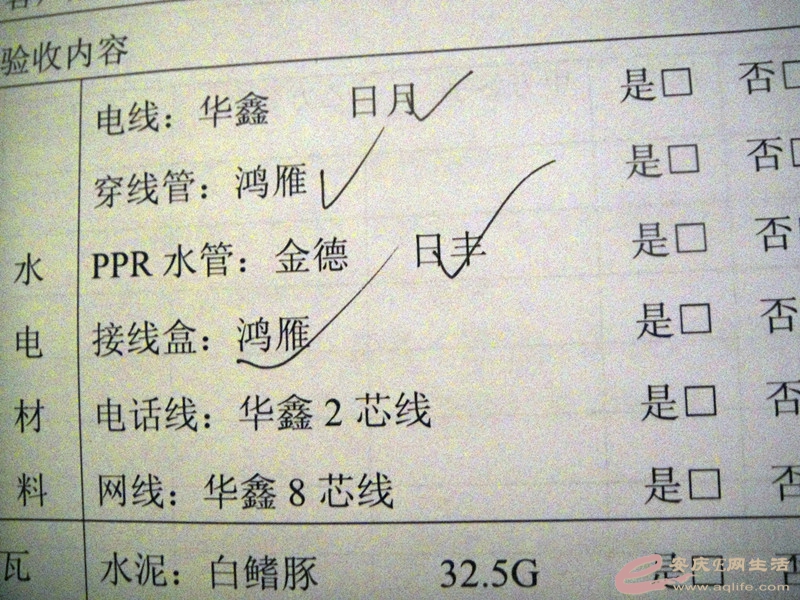 验收内容
电线：华鑫 日月 是□ 否□
穿线管：鸿雁 是□ 否□
水 PPR 水管：金德 日丰 是□ 否
电 接线盒：鸿雁 是□ 否
材 电话线：华鑫 2 芯线 是□ 否
料 网线：华鑫 8 芯线 是□ 否
瓦 水泥：白鳍豚 32.5G 是□ 否
安庆E网生活
www.aqlife.com